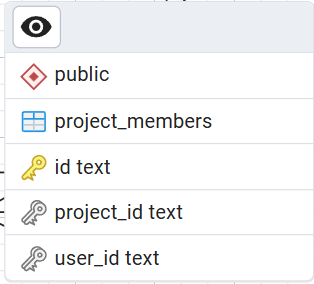 public
project_members
id text
project_id text
user_id text